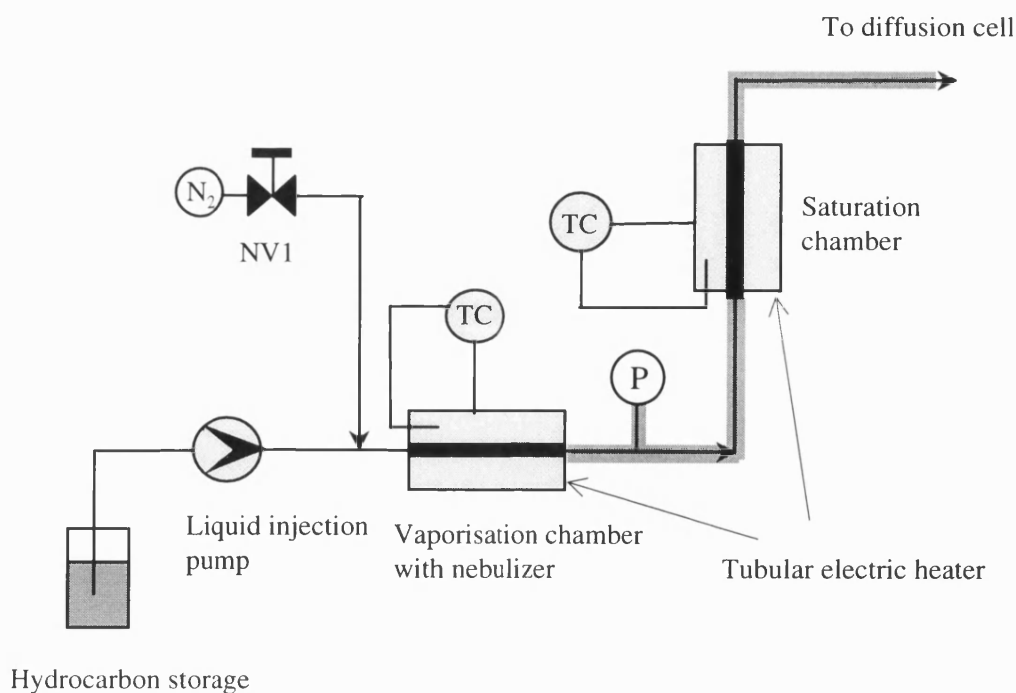 To diffusion cell
N₂
NV1
TC
Saturation
chamber
TC
P
Liquid injection
pump
Vaporisation chamber
with nebulizer
Tubular electric heater
Hydrocarbon storage